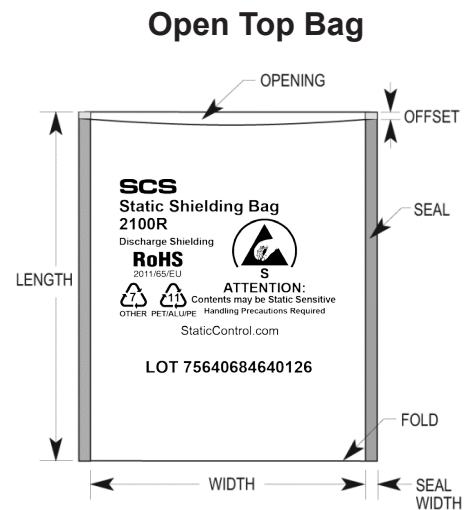 Open Top Bag
OPENING
OFFSET
SCS
Static Shielding Bag
2100R
Discharge Shielding
RoHS
2011/65/EU
S
SEAL
LENGTH
ATTENTION:
Contents may be Static Sensitive
Handling Precautions Required
7
11
OTHER PET/ALU/PE
StaticControl.com
LOT 75640684640126
FOLD
WIDTH
SEAL
WIDTH